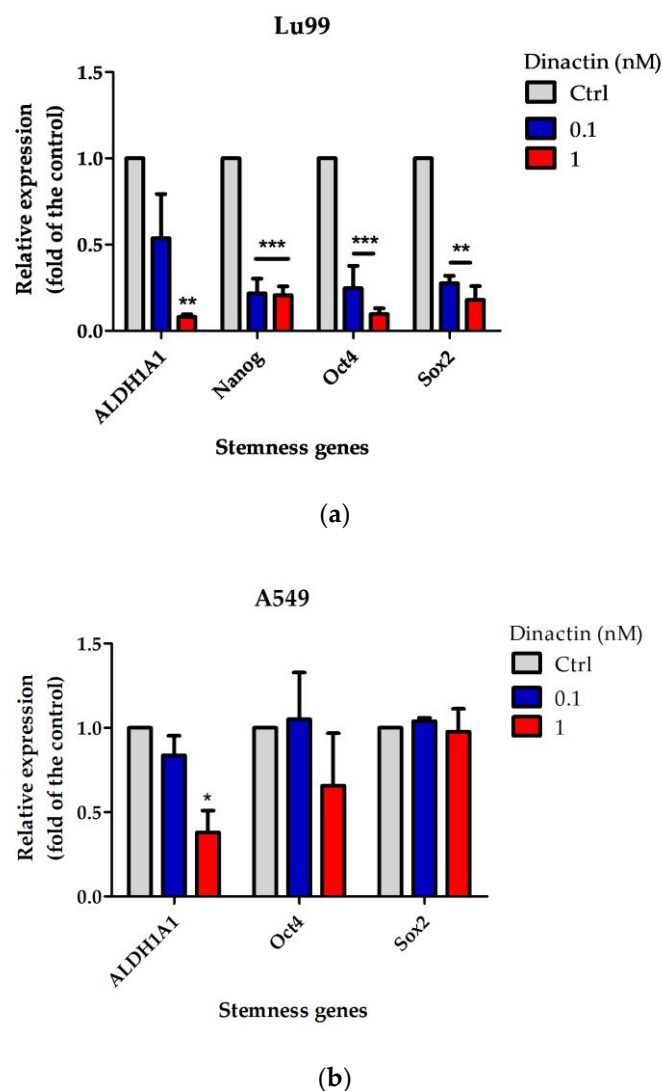 Lu99
Dinactin (nM)
Ctrl
0.1
1
Relative expression
(fold of the control)
1.5
1.0
0.5
0.0
**
***
***
**
ALDH1A1
Nanog
Oct4
Sox2
Stemness genes
(a)
A549
Dinactin (nM)
Ctrl
0.1
1
Relative expression
(fold of the control)
1.5
1.0
0.5
0.0
*
ALDH1A1
Oct4
Sox2
Stemness genes
(b)